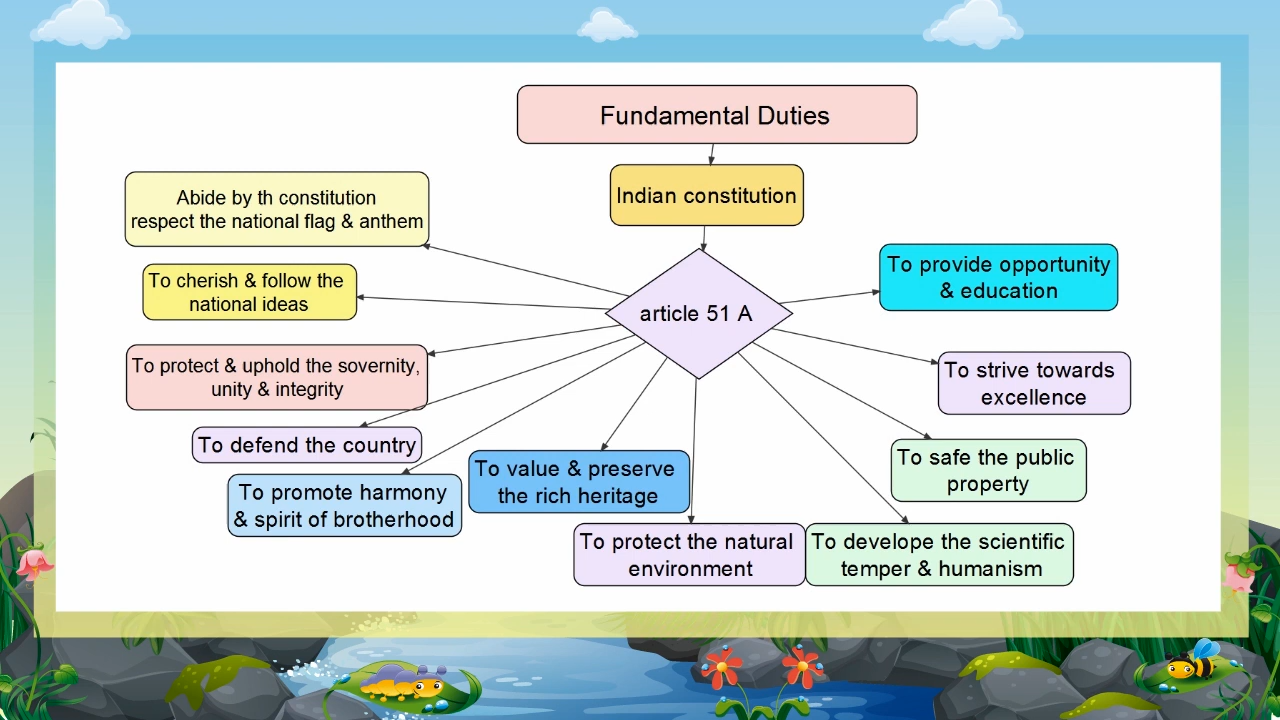 Fundamental Duties
Indian constitution
article 51 A
Abide by th constitution
respect the national flag & anthem
To cherish & follow the
national ideas
To protect & uphold the sovernity,
unity & integrity
To defend the country
To promote harmony
& spirit of brotherhood
To value & preserve
the rich heritage
To protect the natural
environment
To develope the scientific
temper & humanism
To safe the public
property
To strive towards
excellence
To provide opportunity
& education